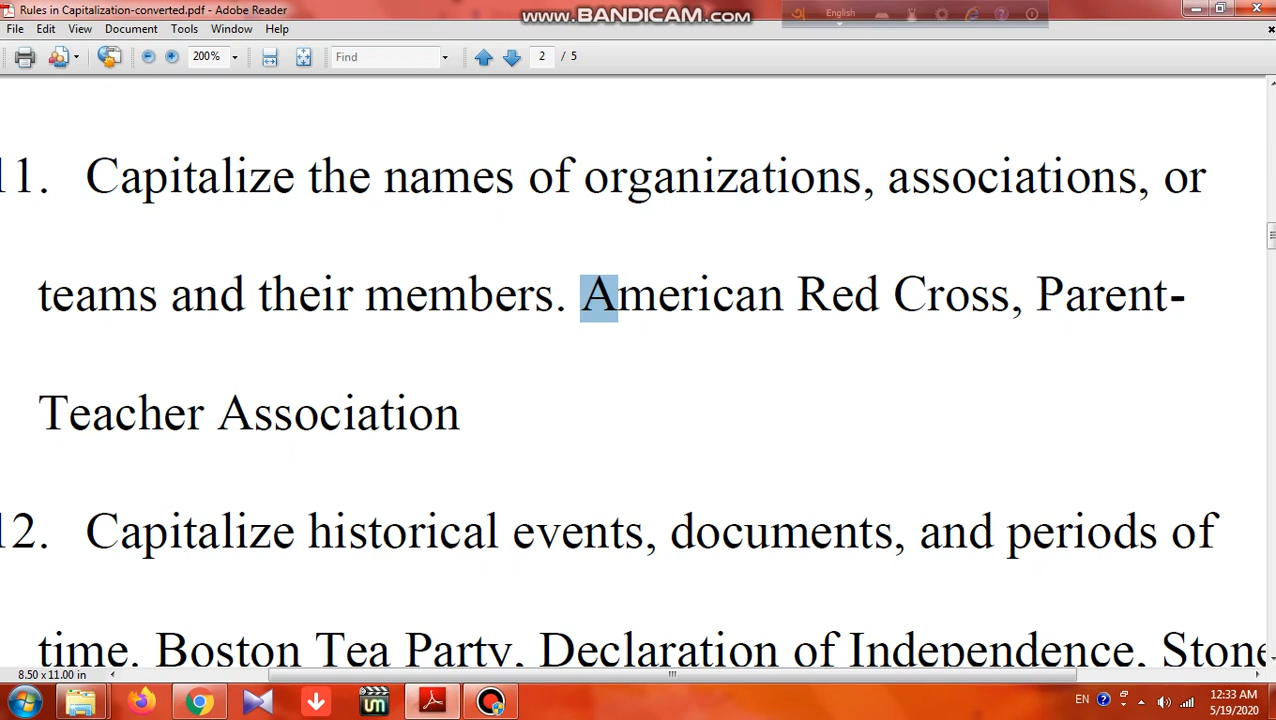 Rules in Capitalization-converted.pdf - Adobe Reader
www.BANDICAM.com
English
File Edit View Document Tools Window Help
200% Find 2 / 5
11. Capitalize the names of organizations, associations, or
teams and their members. American Red Cross, Parent-
Teacher Association
12. Capitalize historical events, documents, and periods of
time. Boston Tea Party, Declaration of Independence, Stone
8.50 x 11.00 in
UM
EN 12:33 AM
5/19/2020